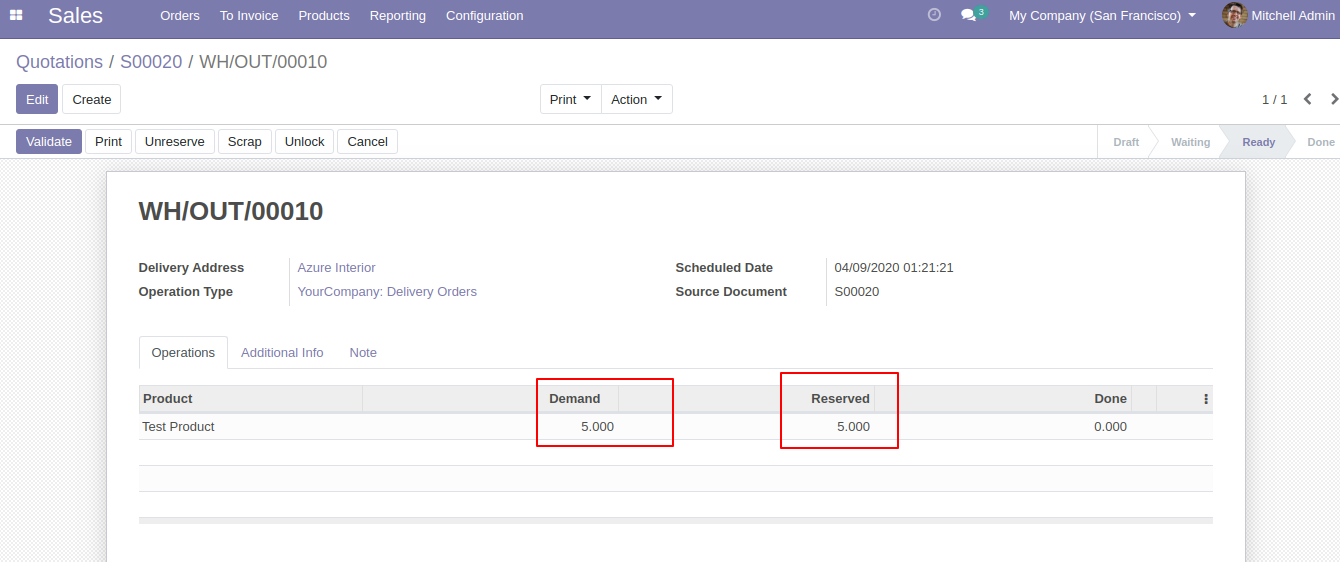 Sales Orders To Invoice Products Reporting Configuration 3 My Company (San Francisco) Mitchell Admin
Quotations / S00020 / WH/OUT/00010
Edit Create Print Action 1 / 1
Validate Print Unreserve Scrap Unlock Cancel Draft Waiting Ready Done
WH/OUT/00010
Delivery Address Azure Interior Scheduled Date 04/09/2020 01:21:21
Operation Type YourCompany: Delivery Orders Source Document S00020
Operations Additional Info Note
Product Demand Reserved Done
Test Product 5.000 5.000 0.000